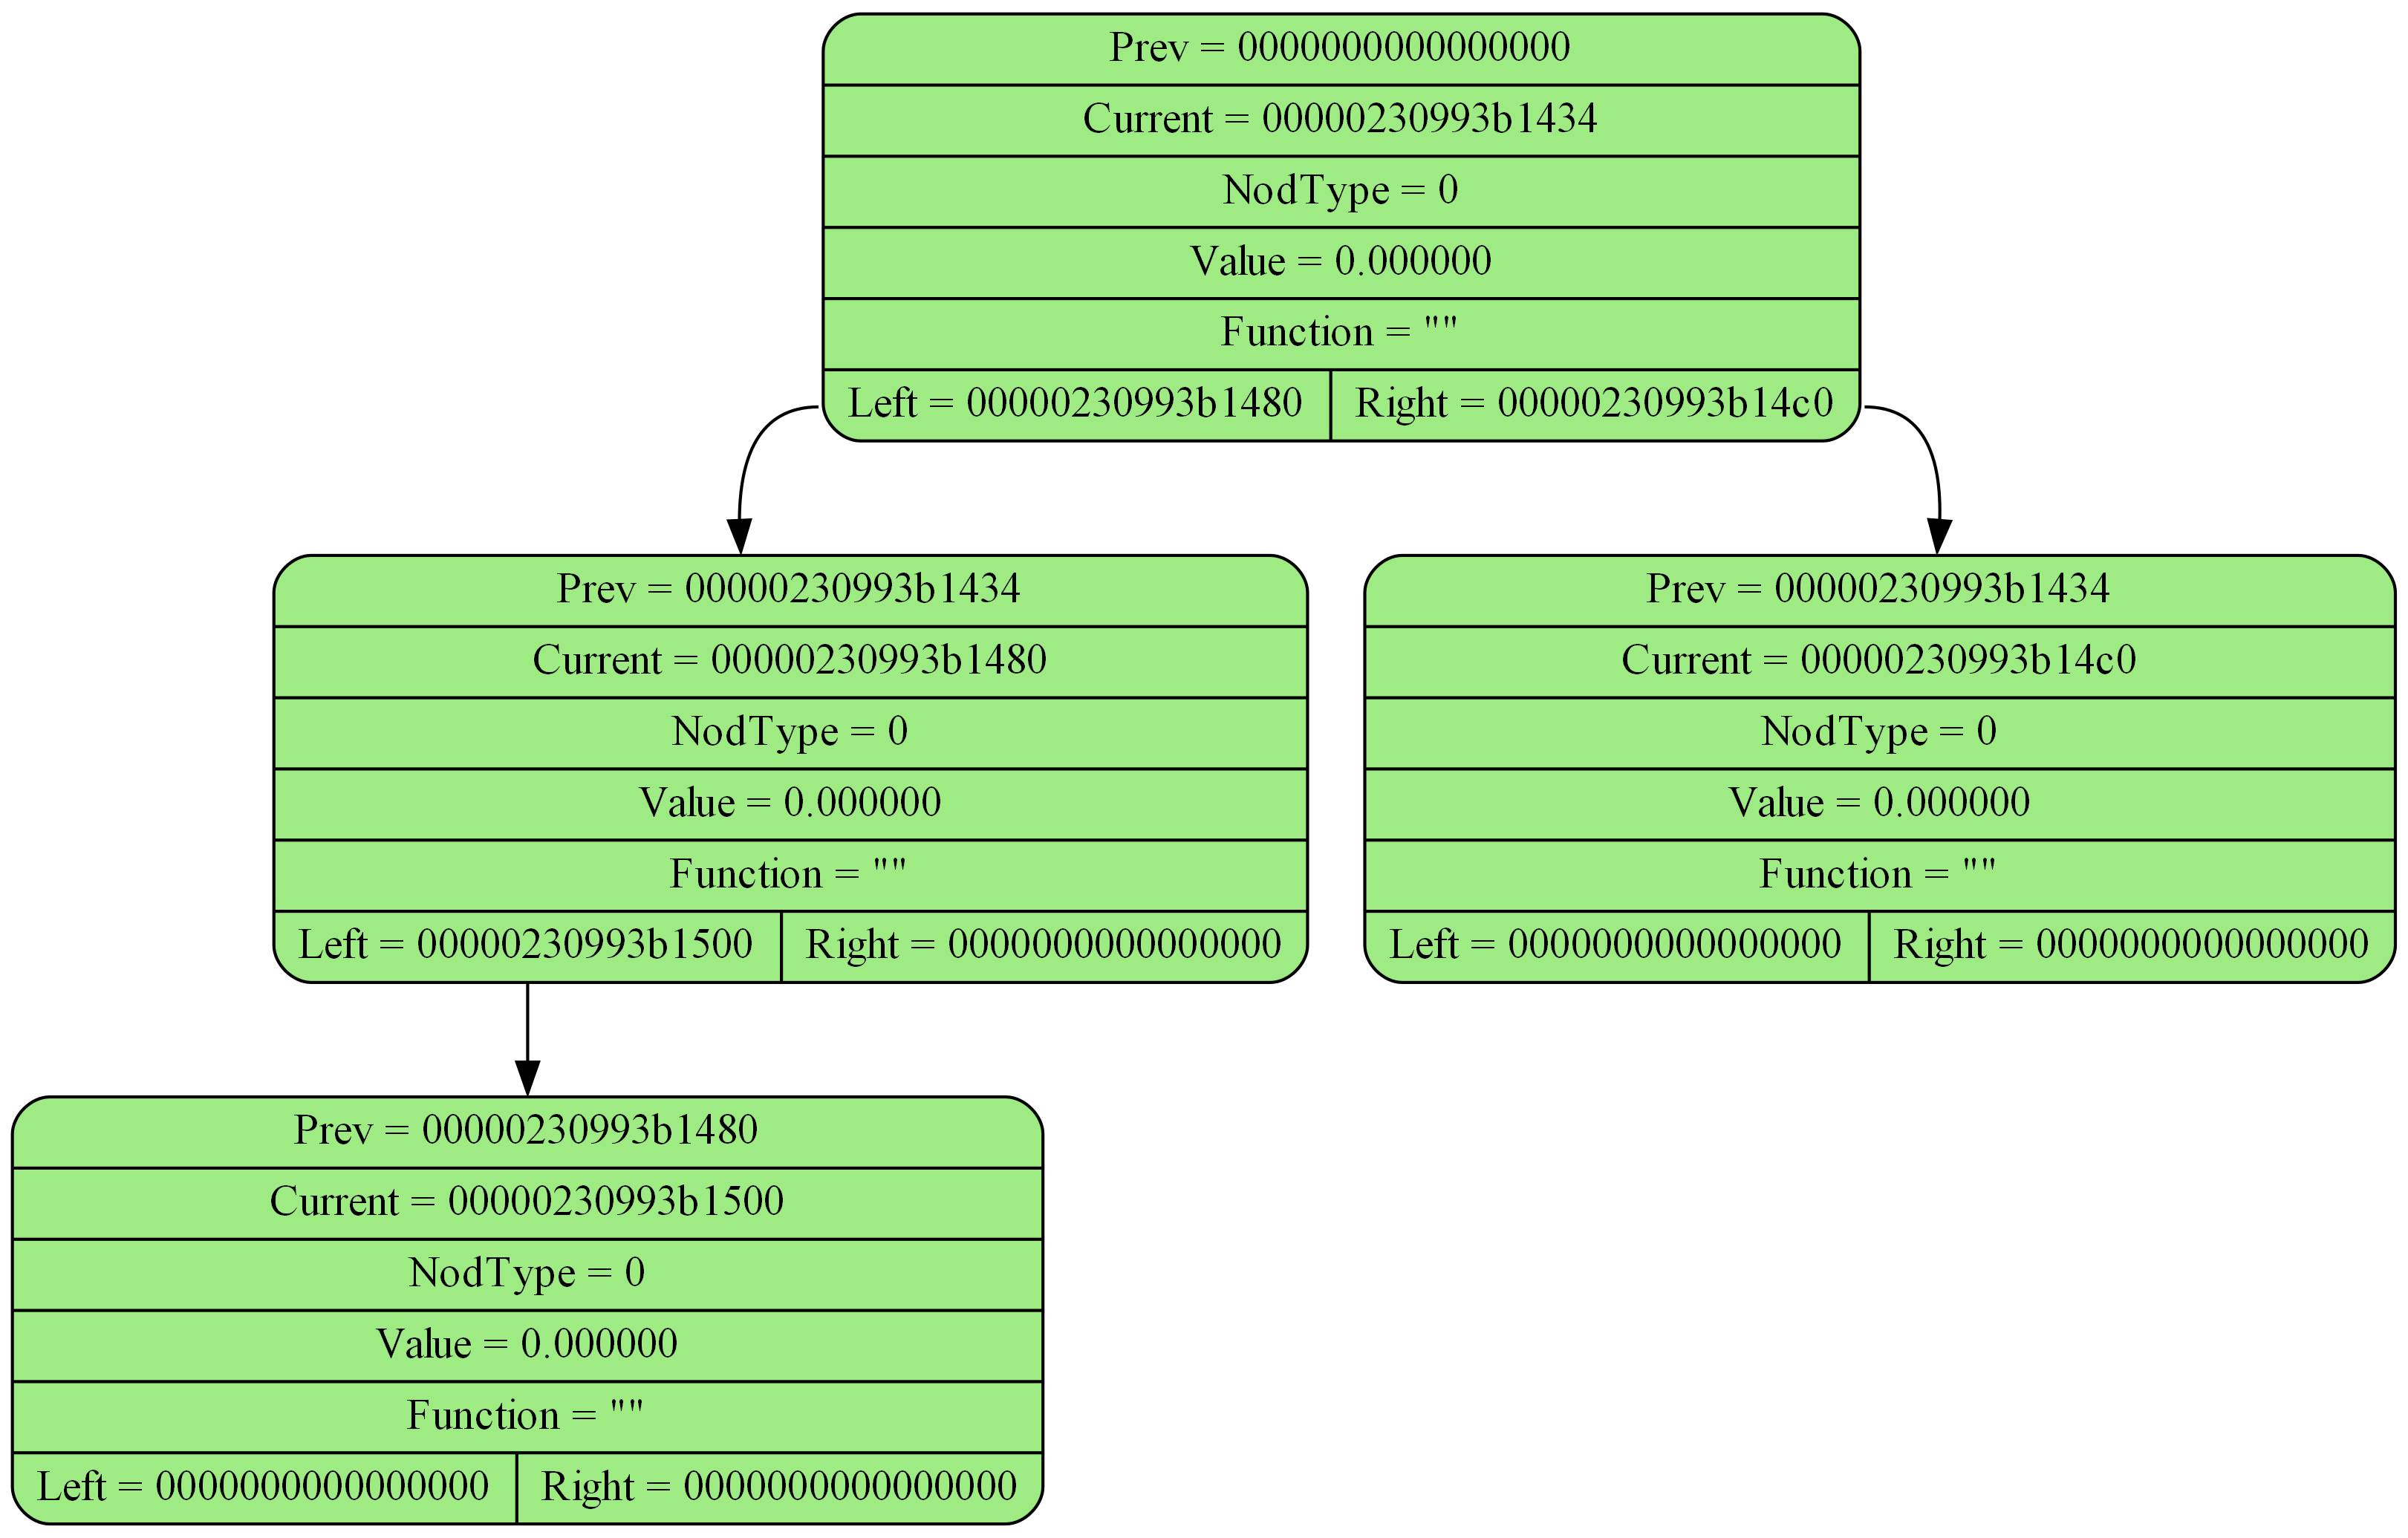 Prev = 0000000000000000
Current = 00000230993b1434
NodType = 0
Value = 0.000000
Function = ""
Left = 00000230993b1480 Right = 00000230993b14c0
Prev = 00000230993b1434
Current = 00000230993b1480
NodType = 0
Value = 0.000000
Function = ""
Left = 00000230993b1500 Right = 0000000000000000
Prev = 00000230993b1434
Current = 00000230993b14c0
NodType = 0
Value = 0.000000
Function = ""
Left = 0000000000000000 Right = 0000000000000000
Prev = 00000230993b1480
Current = 00000230993b1500
NodType = 0
Value = 0.000000
Function = ""
Left = 0000000000000000 Right = 0000000000000000